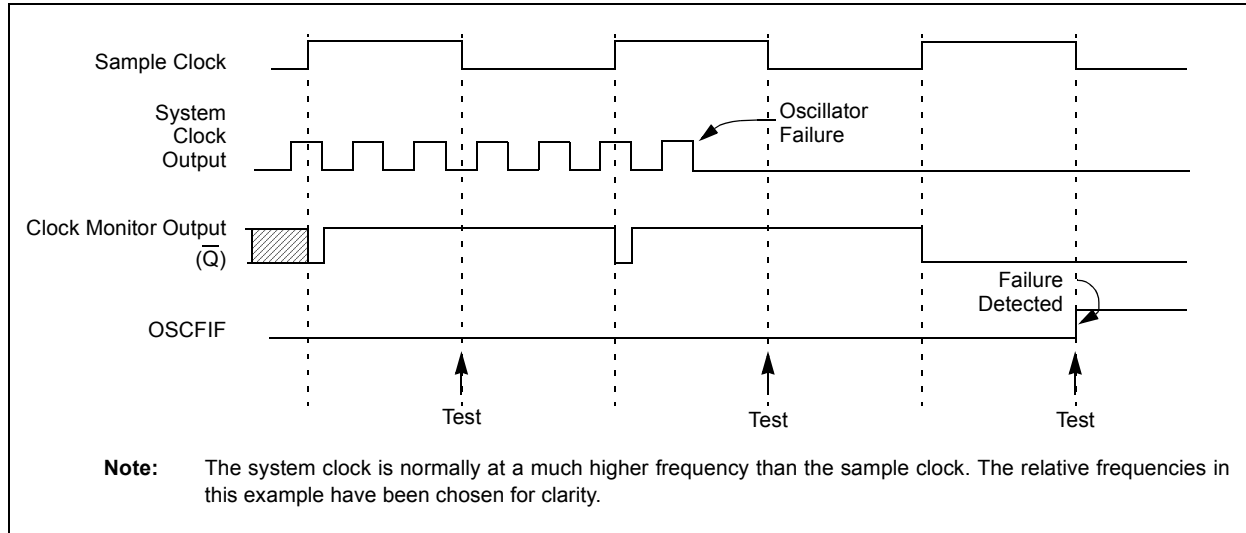 Sample Clock
System
Clock
Output
Oscillator
Failure
Clock Monitor Output
(Q̅)
Failure
Detected
OSCFIF
Test
Test
Test
Note: The system clock is normally at a much higher frequency than the sample clock. The relative frequencies in
this example have been chosen for clarity.